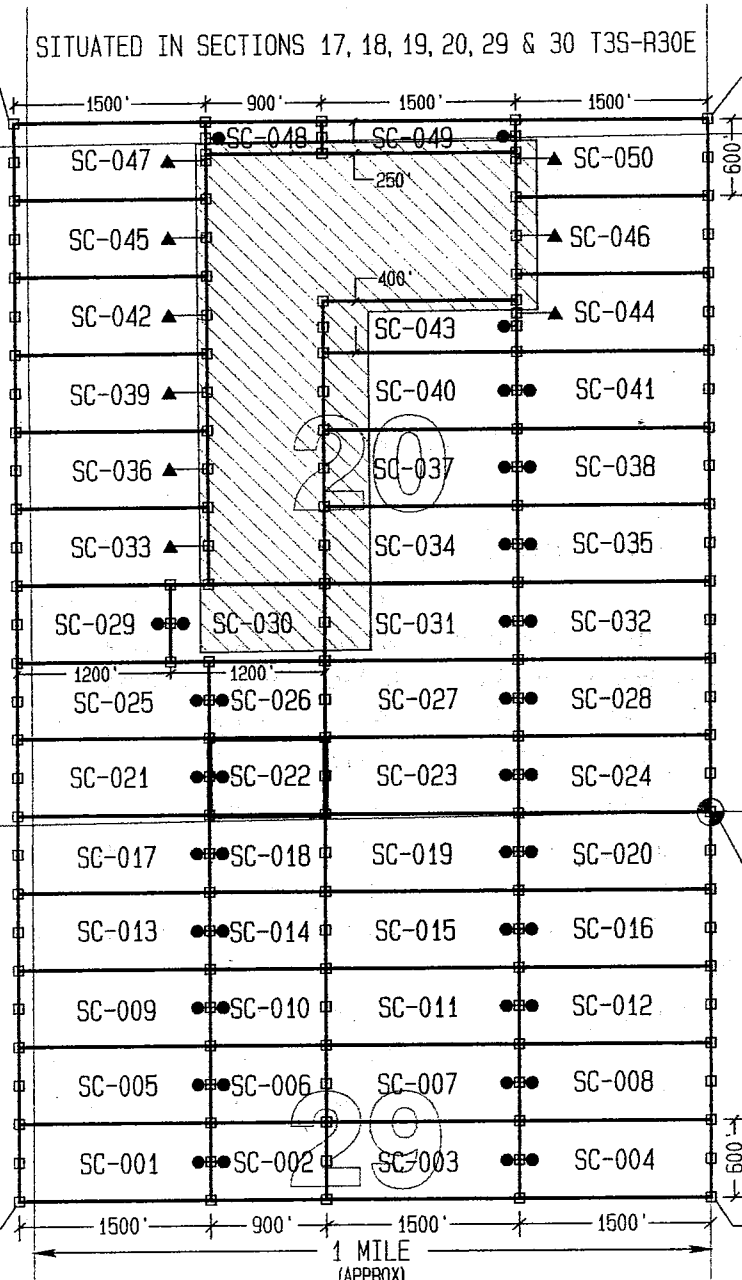 SITUATED IN SECTIONS 17, 18, 19, 20, 29 & 30 T3S-R30E
1500' 900' 1500' 1500'
SC-048 SC-049
SC-047 SC-050
600'
250'
SC-045 SC-046
400'
SC-042 SC-044
SC-043
SC-039 SC-040 SC-041
20
SC-036 SC-037 SC-038
SC-033 SC-034 SC-035
SC-029 SC-030 SC-031 SC-032
1200' 1200'
SC-025 SC-026 SC-027 SC-028
SC-021 SC-022 SC-023 SC-024
SC-017 SC-018 SC-019 SC-020
SC-013 SC-014 SC-015 SC-016
SC-009 SC-010 SC-011 SC-012
SC-005 SC-006 SC-007 SC-008
29
SC-001 SC-002 SC-003 SC-004
600'
1500' 900' 1500' 1500'
1 MILE
(APPROX)